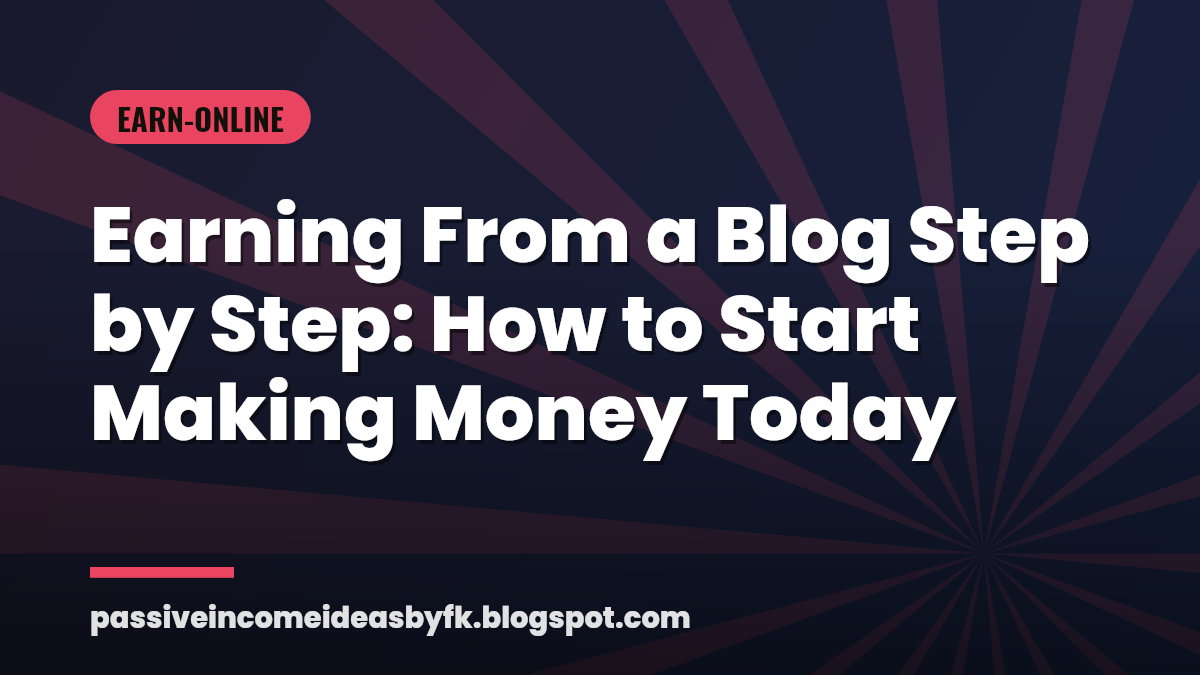 EARN-ONLINE
Earning From a Blog Step
by Step: How to Start
Making Money Today
passiveincomeideasbyfk.blogspot.com